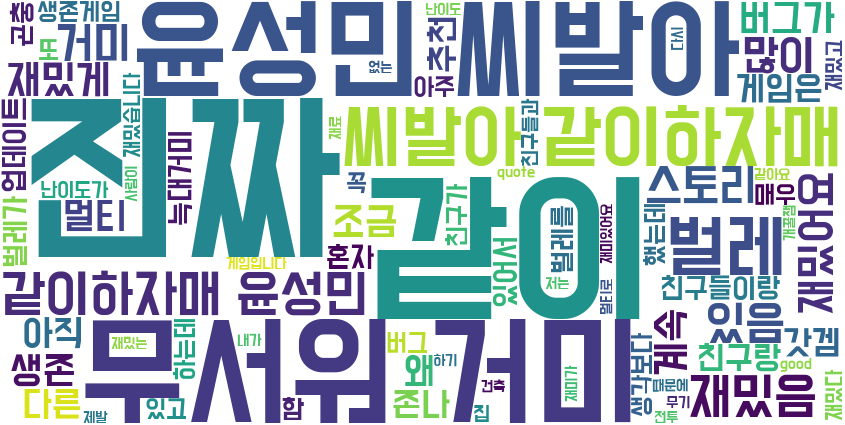 곤충
생존게임
난이도
윤성민
씨발아
버그가
거미
또
없는
추천
다시
많이
재밌고
재밌게
아주
게임은
업데이트
진짜
재밌습니다
재료
씨발아
같이하자매
친구들과
quote
같아요
난이도가
사람이
늑대거미
멀티
벌레가
같이
스토리
매우
개꿀잼
재밌어요
조금
친구가
벌레를
재미있어요
했는데
벌레
게임입니다
혼자
있어서
저는
멀티로
친구들이랑
같이하자매
윤성민
있음
갓겜
아직
하는데
재밌는
무서워
내가
거미
버그
하기
왜
재미가
생각보다
계속
친구랑
good
생존
다른
제발
있고
함
존나
건축
집
때문에
무기
전투
재밌음
재밌다